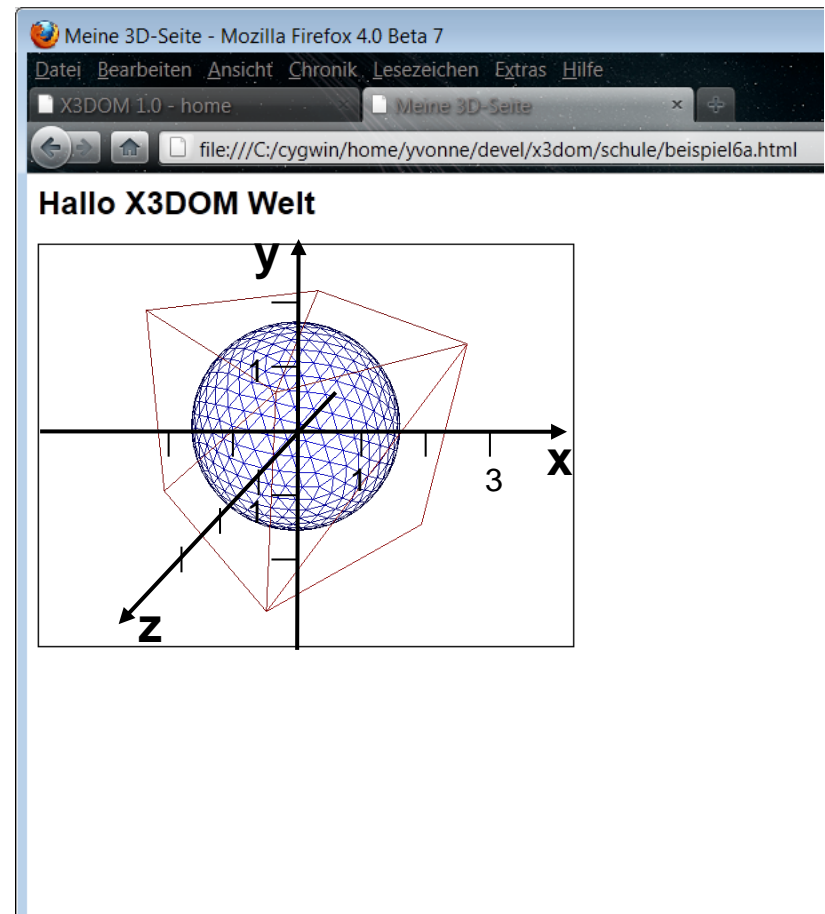 Meine 3D-Seite - Mozilla Firefox 4.0 Beta 7
Datei Bearbeiten Ansicht Chronik Lesezeichen Extras Hilfe
X3DOM 1.0 - home Meine 3D-Seite
file:///C:/cygwin/home/yvonne/devel/x3dom/schule/beispiel6a.html
Hallo X3DOM Welt
y
1
x
1 3
1
z